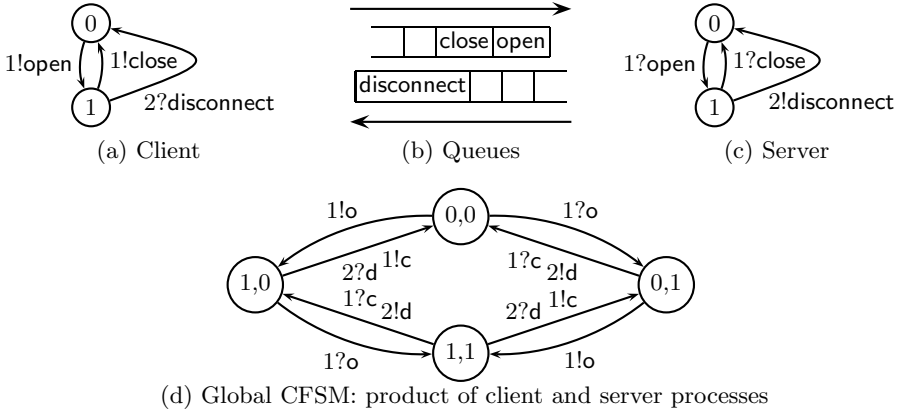 0
1!open
1!close
1
2?disconnect
(a) Client
close open
disconnect
(b) Queues
0
1?open
1?close
1
2!disconnect
(c) Server
0,0
1!o
1?o
1!c
2?d
1?c
2!d
1,0
0,1
1?c
2!d
2?d
1!c
1?o
1,1
1!o
(d) Global CFSM: product of client and server processes